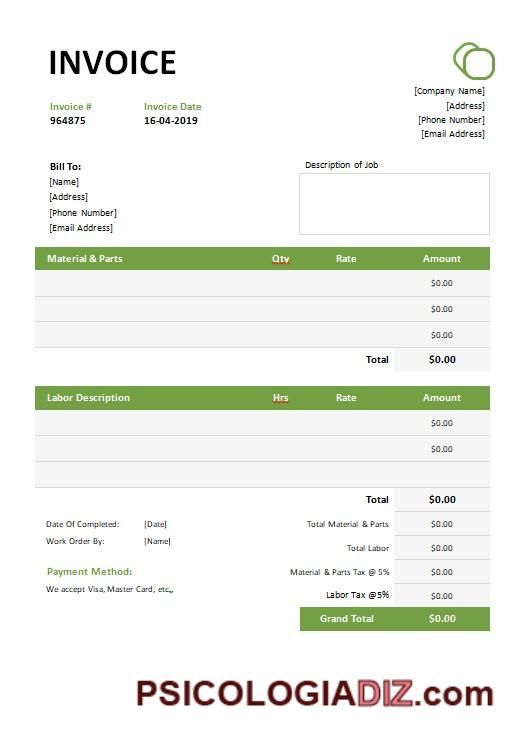 INVOICE
[Company Name]
Invoice # Invoice Date
[Address]
964875 16-04-2019
[Phone Number]
[Email Address]
Bill To:
Description of Job
[Name]
[Address]
[Phone Number]
[Email Address]
Material & Parts Qty Rate Amount
$0.00
$0.00
$0.00
Total $0.00
Labor Description Hrs Rate Amount
$0.00
$0.00
Total $0.00
Date Of Completed: [Date] Total Material & Parts $0.00
Work Order By: [Name]
Total Labor $0.00
Payment Method: Material & Parts Tax @ 5% $0.00
We accept Visa, Master Card, etc.,
Labor Tax @5% $0.00
Grand Total $0.00
PSICOLOGIADIZ.com